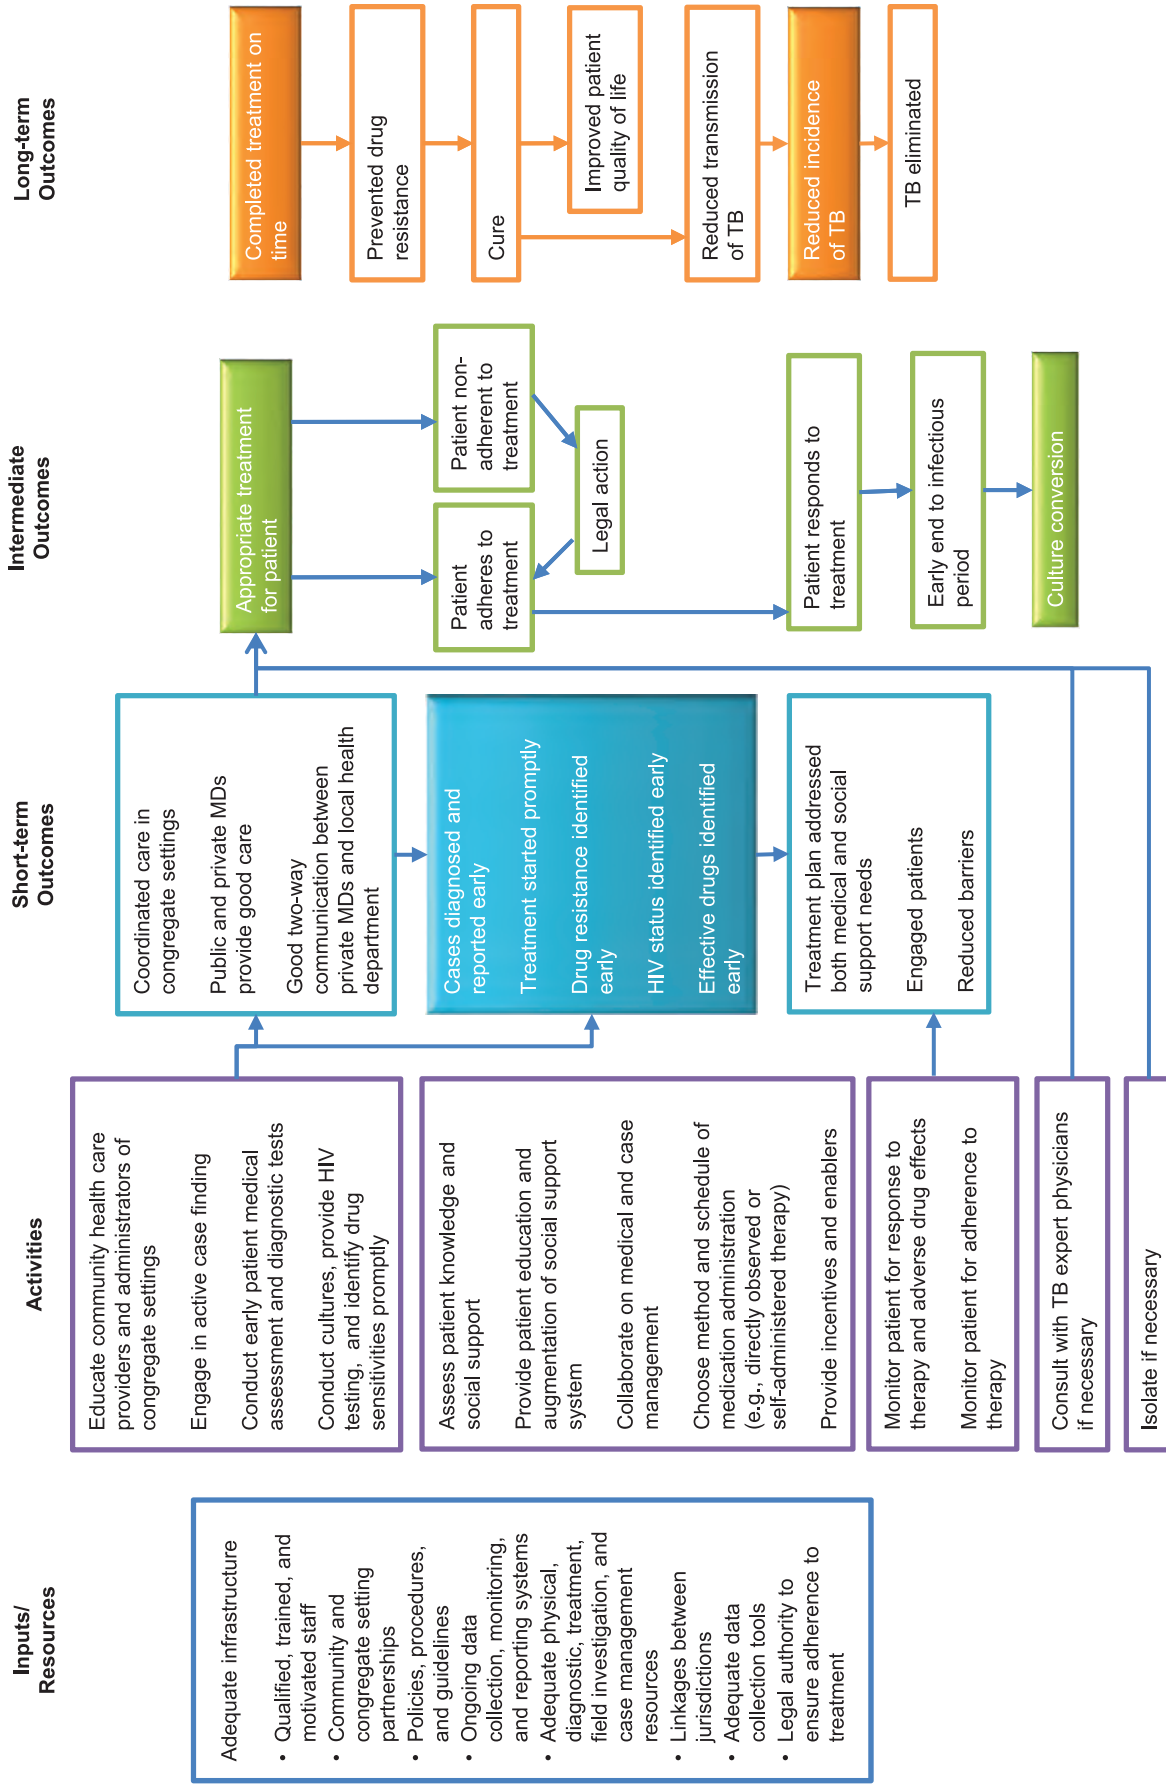 Inputs/
Resources
Adequate infrastructure
• Qualified, trained, and
motivated staff
• Community and
congregate setting
partnerships
• Policies, procedures,
and guidelines
• Ongoing data
collection, monitoring,
and reporting systems
• Adequate physical,
diagnostic, treatment,
field investigation, and
case management
resources
• Linkages between
jurisdictions
• Adequate data
collection tools
• Legal authority to
ensure adherence to
treatment
Activities
Educate community health care
providers and administrators of
congregate settings
Engage in active case finding
Conduct early patient medical
assessment and diagnostic tests
Conduct cultures, provide HIV
testing, and identify drug
sensitivities promptly
Assess patient knowledge and
social support
Provide patient education and
augmentation of social support
system
Collaborate on medical and case
management
Choose method and schedule of
medication administration
(e.g., directly observed or
self-administered therapy)
Provide incentives and enablers
Monitor patient for response to
therapy and adverse drug effects
Monitor patient for adherence to
therapy
Consult with TB expert physicians
if necessary
Isolate if necessary
Short-term
Outcomes
Coordinated care in
congregate settings
Public and private MDs
provide good care
Good two-way
communication between
private MDs and local health
department
Cases diagnosed and
reported early
Treatment started promptly
Drug resistance identified
early
HIV status identified early
Effective drugs identified
early
Treatment plan addressed
both medical and social
support needs
Engaged patients
Reduced barriers
Intermediate
Outcomes
Appropriate treatment
for patient
Patient
adheres to
treatment
Patient non-
adherent to
treatment
Legal action
Patient responds to
treatment
Early end to infectious
period
Culture conversion
Long-term
Outcomes
Completed treatment on
time
Prevented drug
resistance
Cure
Improved patient
quality of life
Reduced transmission
of TB
Reduced incidence
of TB
TB eliminated